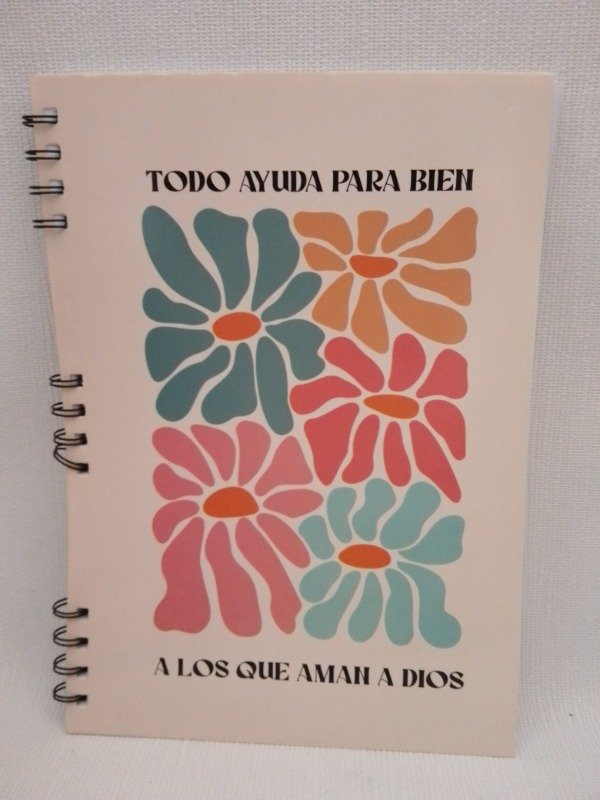 TODO AYUDA PARA BIEN
A LOS QUE AMAN A DIOS